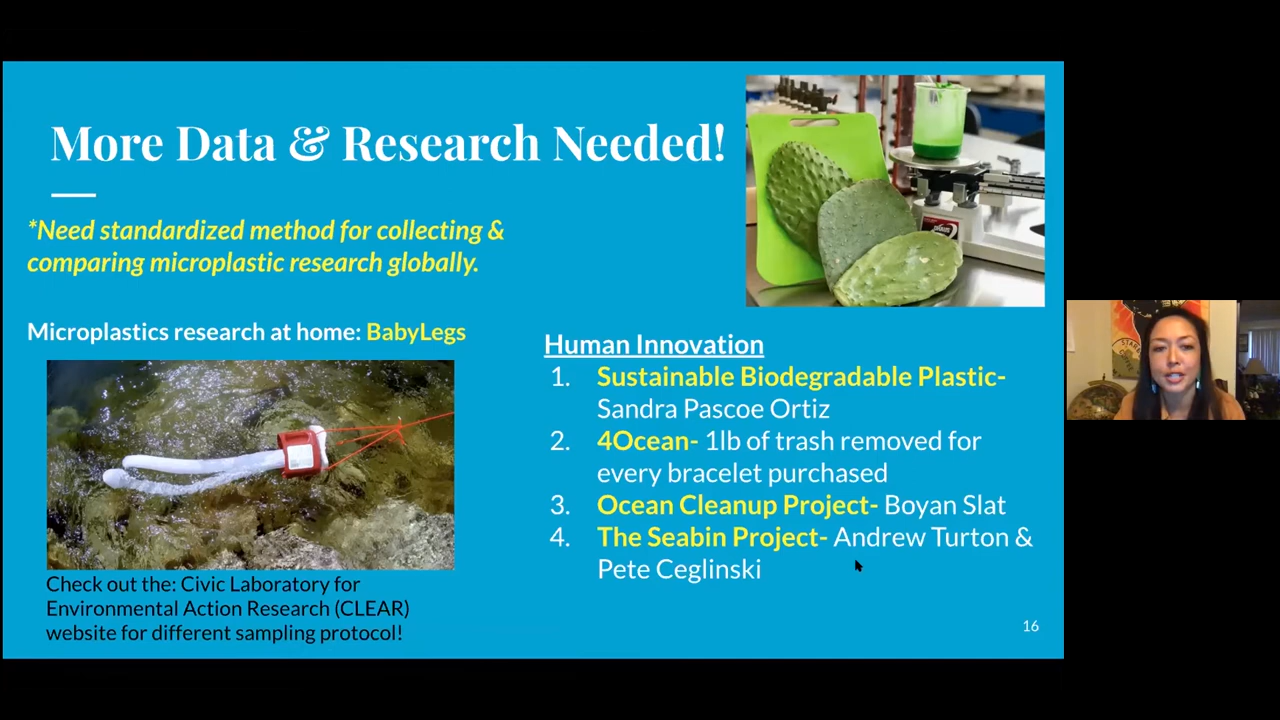 More Data & Research Needed!
*Need standardized method for collecting &
comparing microplastic research globally.
Microplastics research at home: BabyLegs
Check out the: Civic Laboratory for
Environmental Action Research (CLEAR)
website for different sampling protocol!
Human Innovation
1. Sustainable Biodegradable Plastic-
Sandra Pascoe Ortiz
2. 4Ocean- 1lb of trash removed for
every bracelet purchased
3. Ocean Cleanup Project- Boyan Slat
4. The Seabin Project- Andrew Turton &
Pete Ceglinski
16